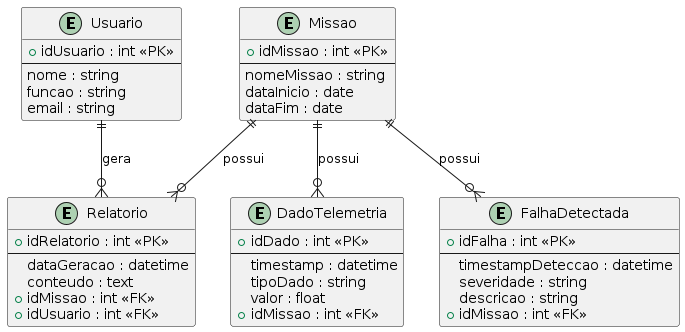 E Usuario
idUsuario : int «PK»
nome : string
funcao : string
email : string
E Missao
idMissao : int «PK»
nomeMissao : string
dataInicio : date
dataFim : date
gera
possui
possui
possui
E Relatorio
idRelatorio : int «PK»
dataGeracao : datetime
conteudo : text
idMissao : int «FK»
idUsuario : int «FK»
E DadoTelemetria
idDado : int «PK»
timestamp : datetime
tipoDado : string
valor : float
idMissao : int «FK»
E FalhaDetectada
idFalha : int «PK»
timestampDeteccao : datetime
severidade : string
descricao : string
idMissao : int «FK»